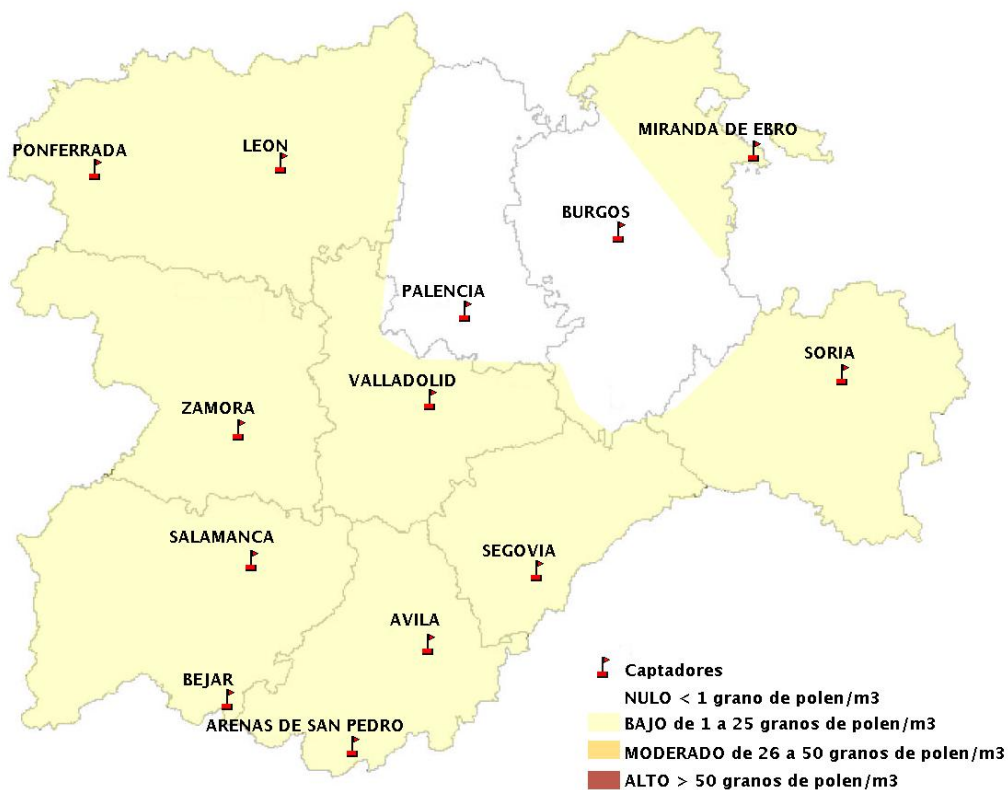 MIRANDA DE EBRO
PONFERRADA
LEON
BURGOS
PALENCIA
SORIA
VALLADOLID
ZAMORA
SALAMANCA
SEGOVIA
AVILA
BEJAR
ARENAS DE SAN PEDRO
Captadores
NULO < 1 grano de polen/m3
BAJO de 1 a 25 granos de polen/m3
MODERADO de 26 a 50 granos de polen/m3
ALTO > 50 granos de polen/m3